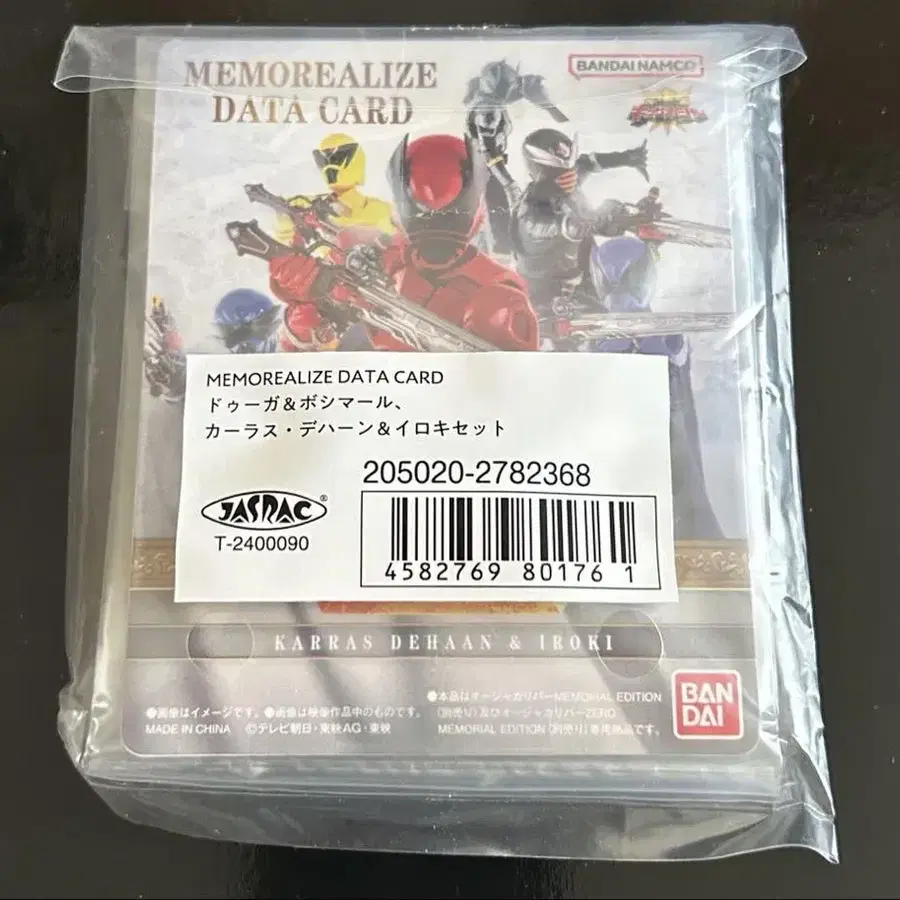 MEMOREALIZE
DATA CARD
BANDAI NAMCO
MEMOREALIZE DATA CARD
ドゥーガ＆ボシマール、
カーラス・デハーン＆イロキセット
205020-2782368
JASRAC®
T-2400090
4582769 80176 1
KARRAS DEHAAN & IROKI
●画像はイメージです。●画像は映像作品中のものです。
MADE IN CHINA ©テレビ朝日・東映AG・東映
●本品はオージャカリバーMEMORIAL EDITION
(別売り)及びオージャカリバーZERO
MEMORIAL EDITION(別売り)専用商品です。
BAN
DAI